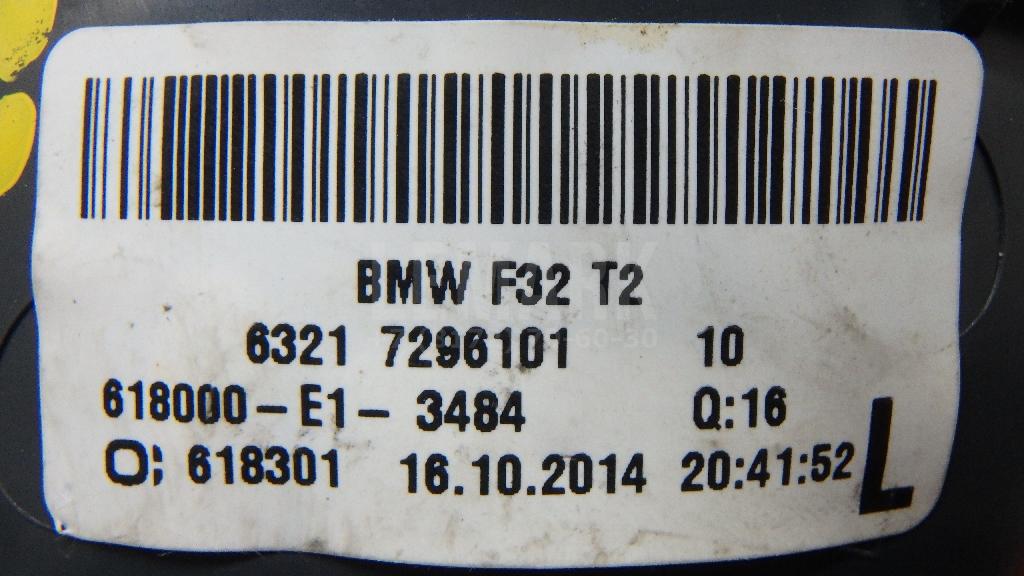 BMW F32 T2
6321 7296101 10
618000-E1-3484 Q:16
O; 618301 16.10.2014 20:41:52 L